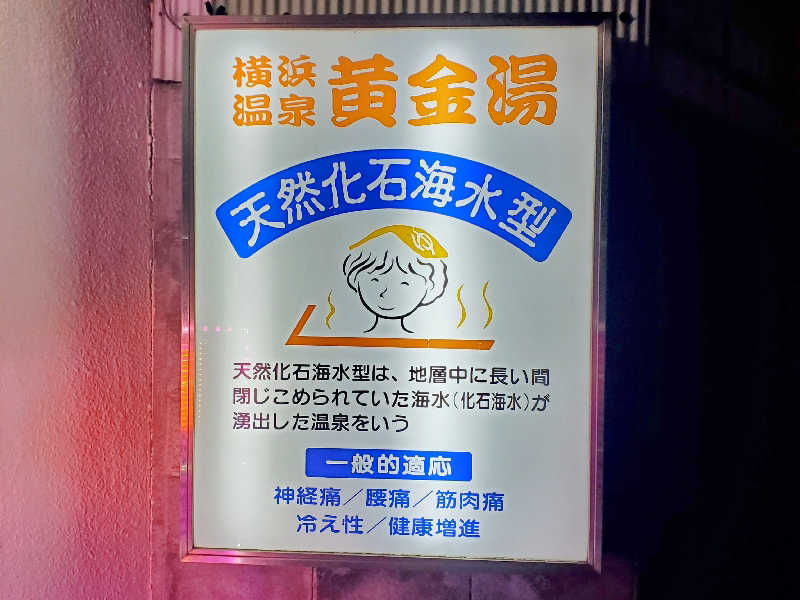 横浜温泉 黄金湯
天然化石海水型
ゆ
天然化石海水型は、地層中に長い間
閉じこめられていた海水(化石海水)が
湧出した温泉をいう
一般的適応
神経痛／腰痛／筋肉痛
冷え性／健康増進